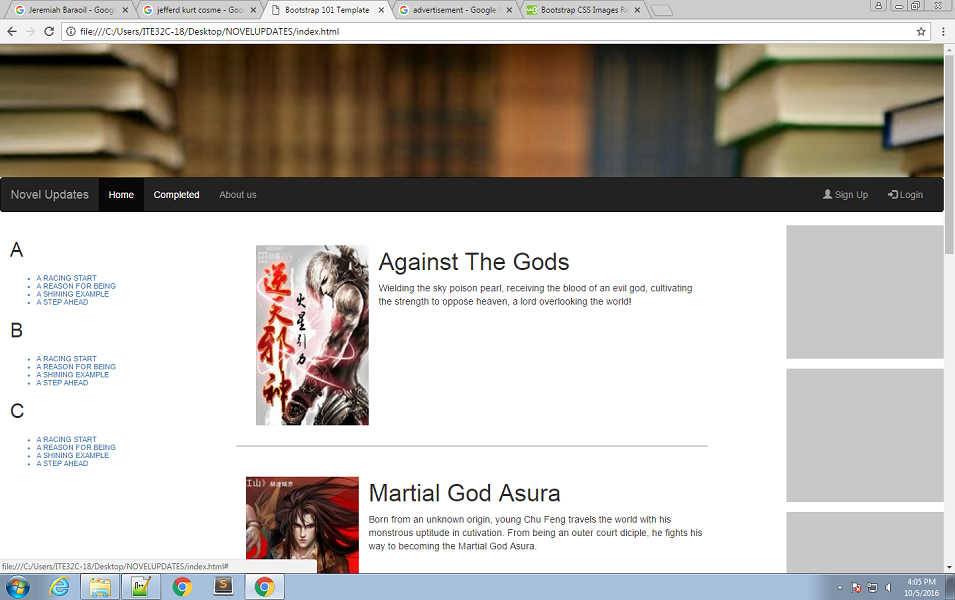 Jeremiah Baraoil - Goog
jefferd kurt cosme - Goo
Bootstrap 101 Template
advertisement - Google
Bootstrap CSS Images R
file:///C:/Users/ITE32C-18/Desktop/NOVELUPDATES/index.html
Novel Updates Home Completed About us Sign Up Login
A
A RACING START
A REASON FOR BEING
A SHINING EXAMPLE
A STEP AHEAD
B
A RACING START
A REASON FOR BEING
A SHINING EXAMPLE
A STEP AHEAD
C
A RACING START
A REASON FOR BEING
A SHINING EXAMPLE
A STEP AHEAD
逆天邪神
火星引力
Against The Gods
Wielding the sky poison pearl, receiving the blood of an evil god, cultivating
the strength to oppose heaven, a lord overlooking the world!
Martial God Asura
Born from an unknown origin, young Chu Feng travels the world with his
monstrous uptitude in cutivation. From being an outer court diciple, he fights his
way to becoming the Martial God Asura.
file:///C:/Users/ITE32C-18/Desktop/NOVELUPDATES/index.html#
4:05 PM
10/5/2016